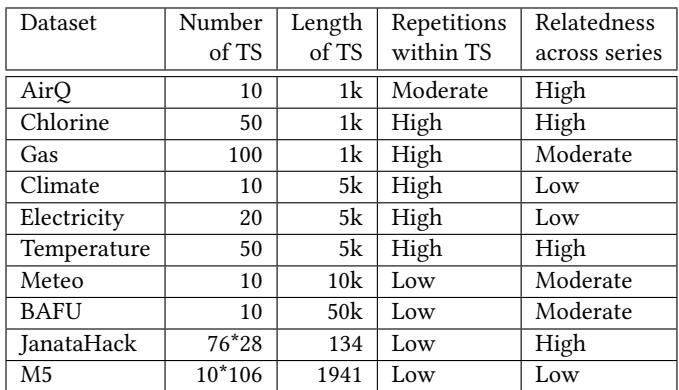 Dataset Number of TS Length of TS Repetitions within TS Relatedness across series
AirQ 10 1k Moderate High
Chlorine 50 1k High High
Gas 100 1k High Moderate
Climate 10 5k High Low
Electricity 20 5k High Low
Temperature 50 5k High High
Meteo 10 10k Low Moderate
BAFU 10 50k Low Moderate
JanataHack 76*28 134 Low High
M5 10*106 1941 Low Low